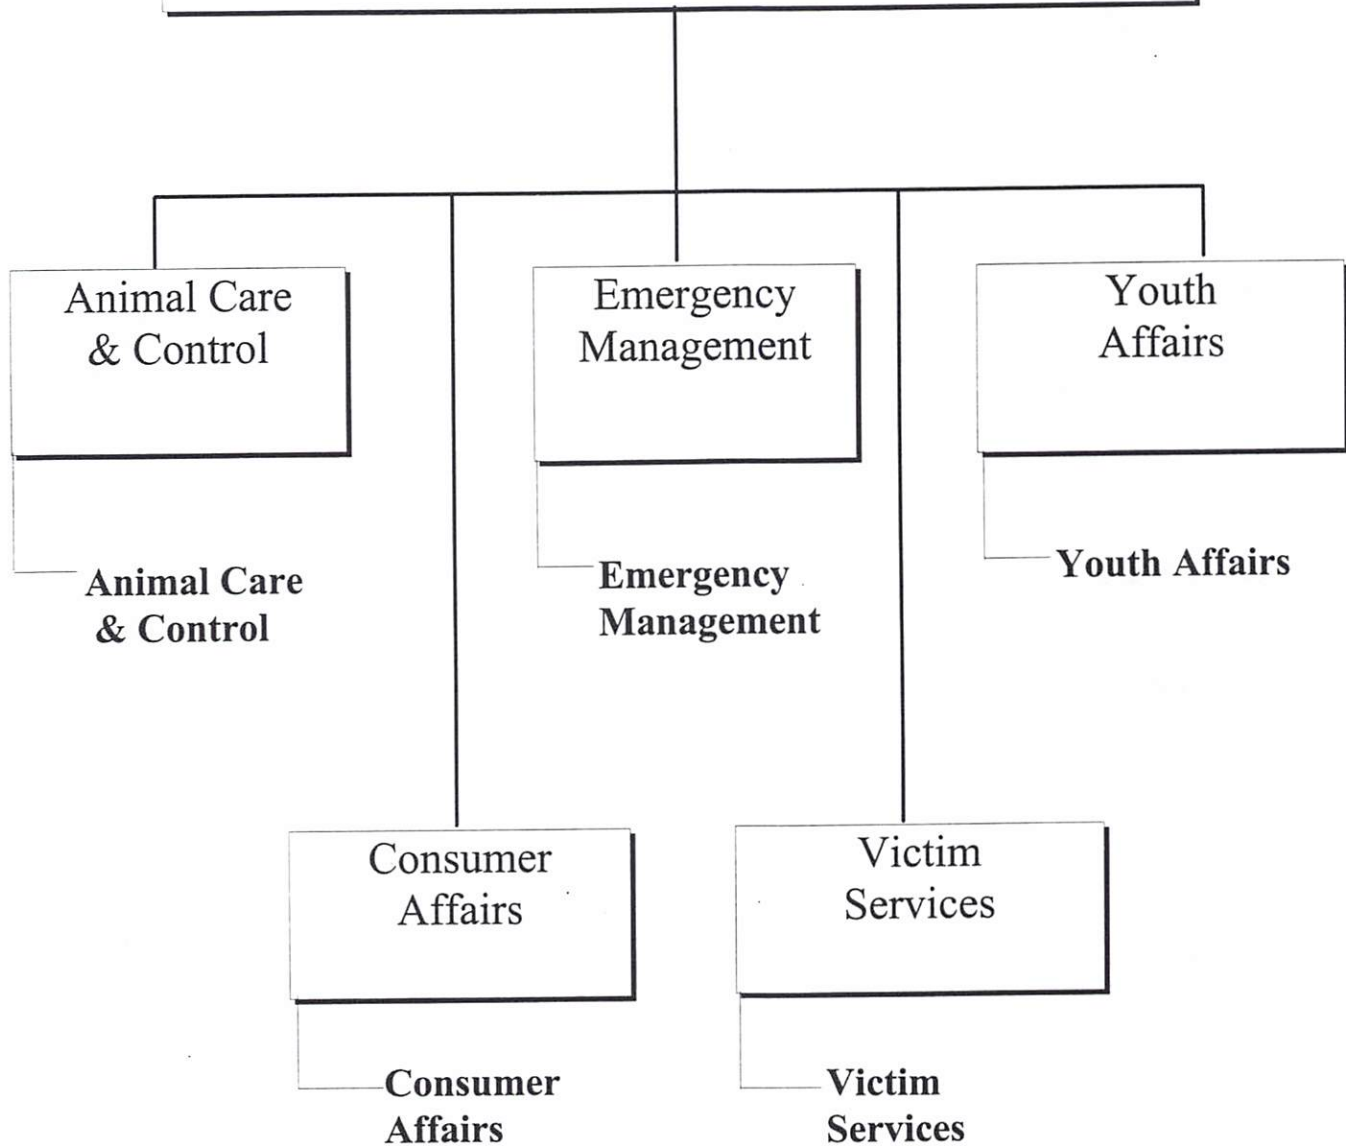 Animal Care
& Control
Emergency
Management
Youth
Affairs
Animal Care
& Control
Emergency
Management
Youth Affairs
Consumer
Affairs
Victim
Services
Consumer
Affairs
Victim
Services